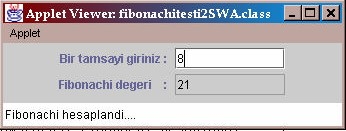 Applet Viewer: fibonachitesti2SWA.class
Applet
Bir tamsayi giriniz : 8
Fibonachi degeri : 21
Fibonachi hesaplandi....